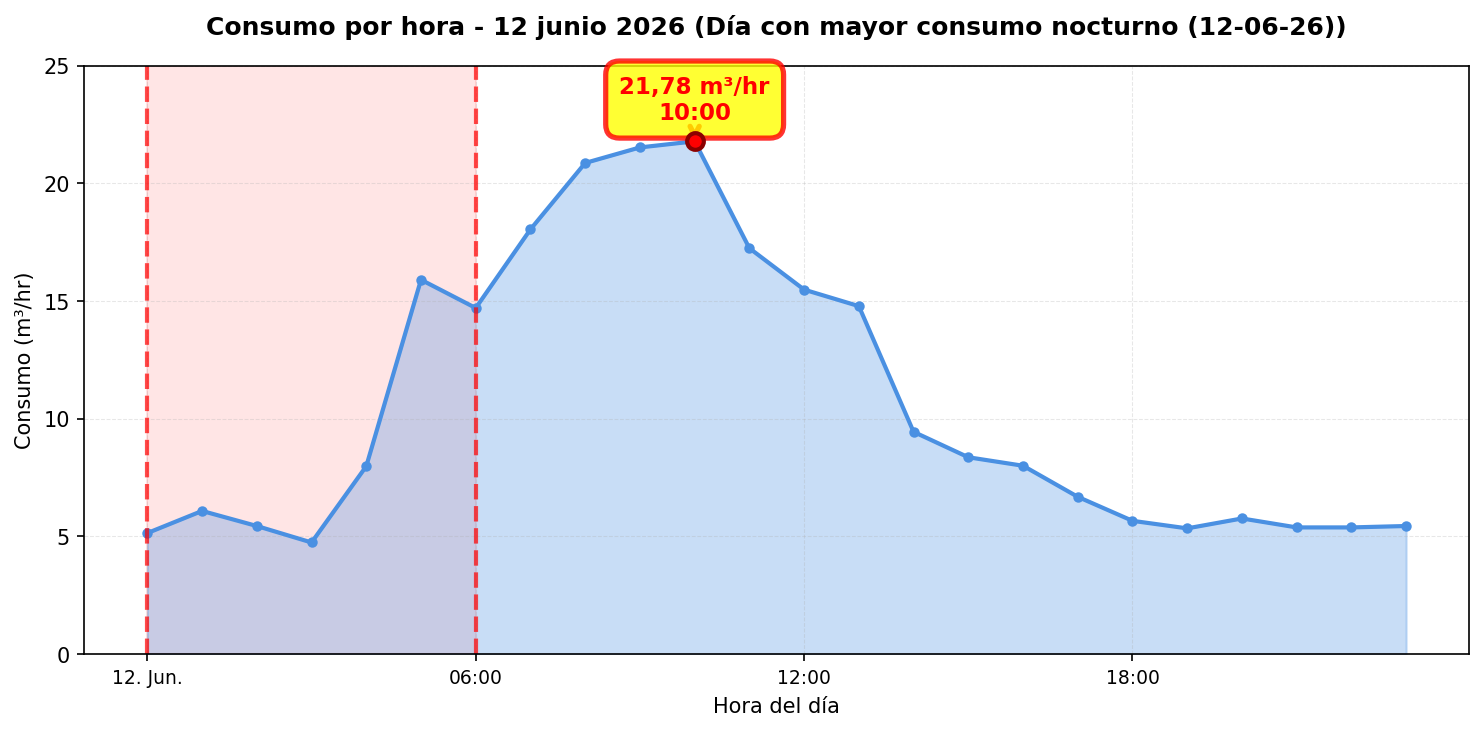 Consumo por hora - 12 junio 2026 (Día con mayor consumo nocturno (12-06-26))
21,78 m³/hr
10:00
Consumo (m³/hr)
25
20
15
10
5
0
12. Jun.
06:00
12:00
18:00
Hora del día